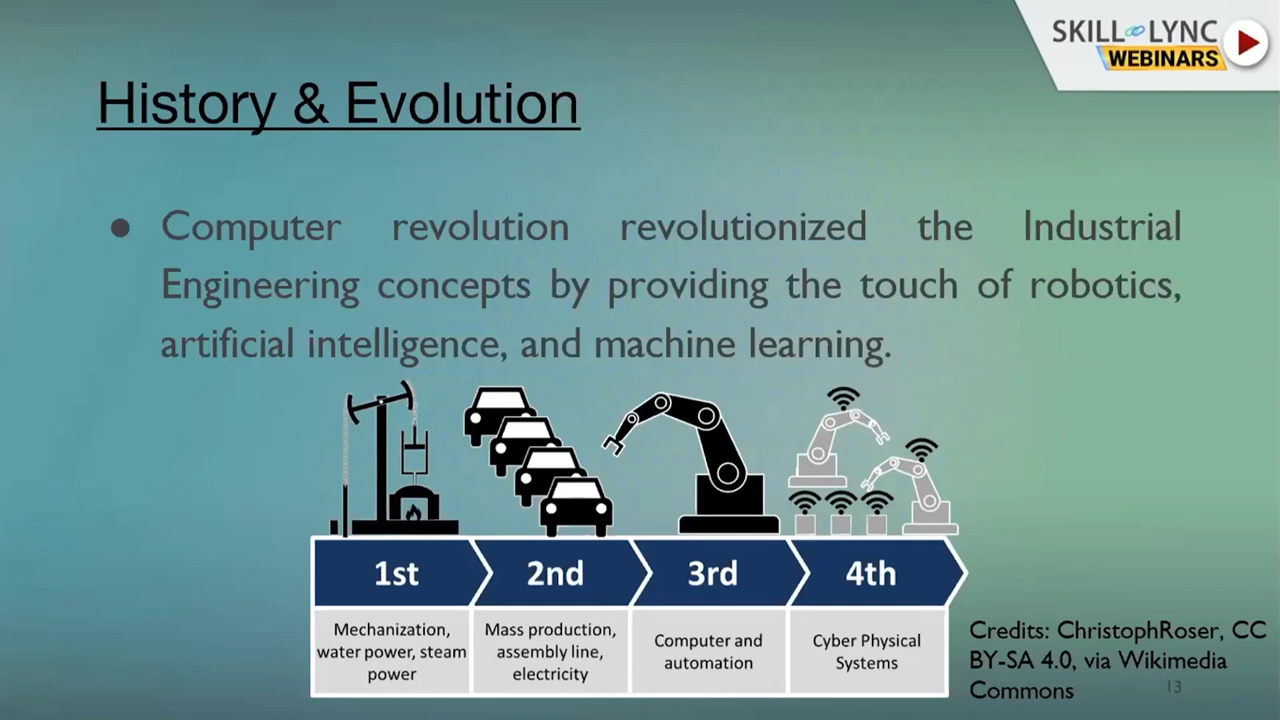 SKILL LYNC
WEBINARS
History & Evolution
● Computer revolution revolutionized the Industrial
Engineering concepts by providing the touch of robotics,
artificial intelligence, and machine learning.
1st
2nd
3rd
4th
Mechanization,
water power, steam
power
Mass production,
assembly line,
electricity
Computer and
automation
Cyber Physical
Systems
Credits: ChristophRoser, CC
BY-SA 4.0, via Wikimedia
Commons
13